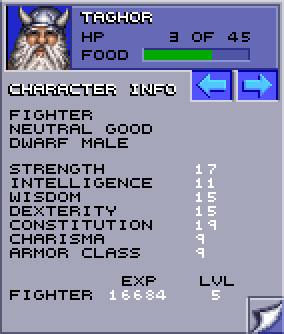 TAGHOR
HP 3 OF 45
FOOD
CHARACTER INFO
FIGHTER
NEUTRAL GOOD
DWARF MALE
STRENGTH 17
INTELLIGENCE 11
WISDOM 15
DEXTERITY 15
CONSTITUTION 19
CHARISMA 9
ARMOR CLASS 9
EXP LVL
FIGHTER 16684 5